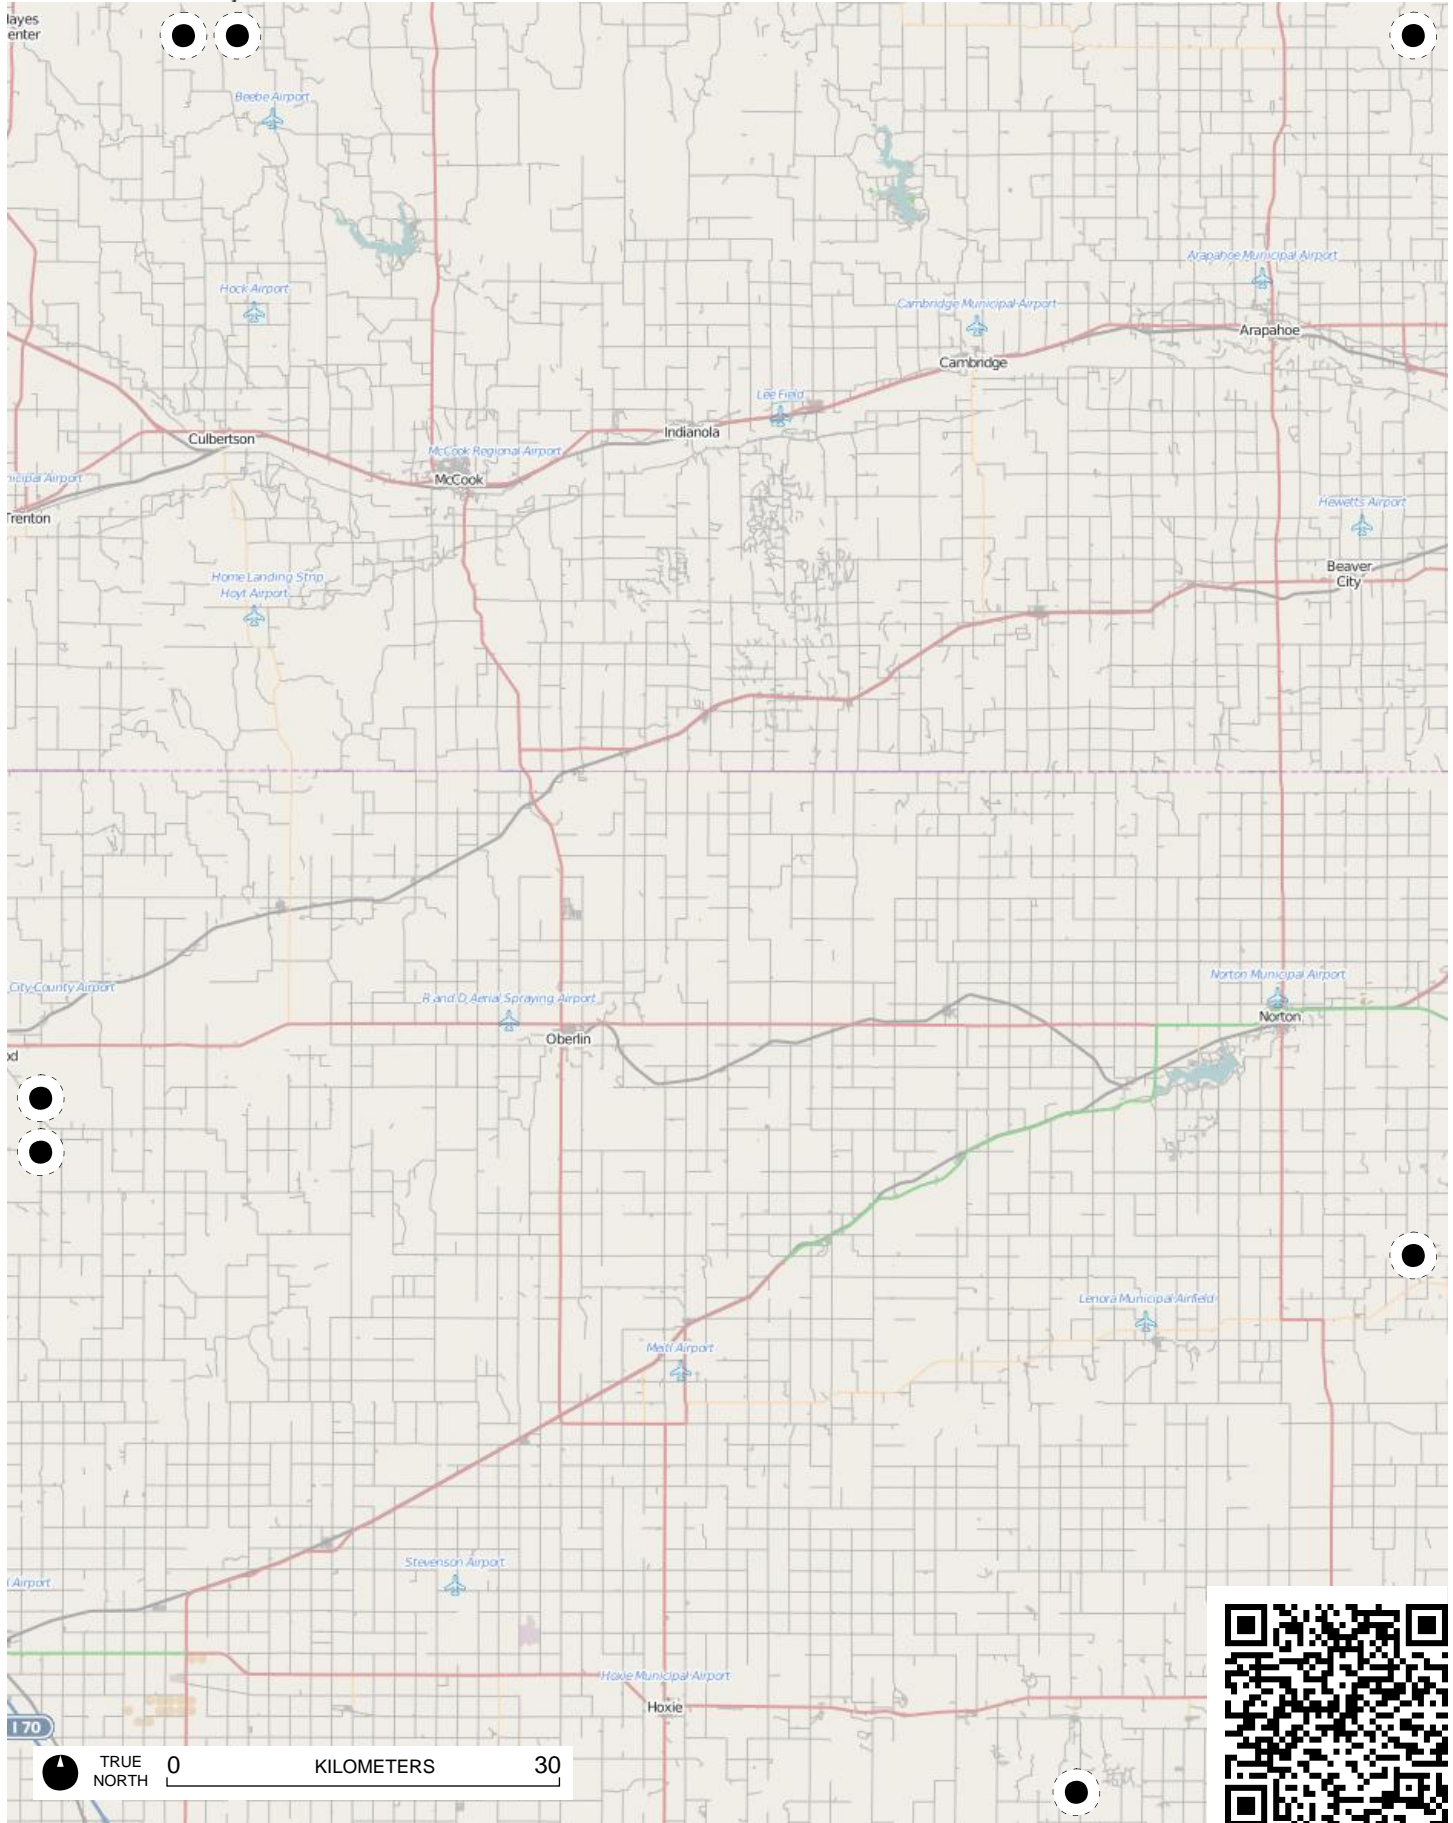 ayes
enter
Beebe Airport
Arapahoe Municipal Airport
Hock Airport
Cambridge Municipal Airport
Arapahoe
Cambridge
Lee Field
Indianola
Culbertson
McCook Regional Airport
McCook
nicipal Airport
Trenton
Hewetts Airport
Beaver
City
Home Landing Strip
Hoyt Airport
Norton Municipal Airport
City-County Airport
R and D Aerial Spraying Airport
Norton
Oberlin
od
Lenora Municipal Airfield
Meitl Airport
Stevenson Airport
l Airport
Hoxie Municipal Airport
Hoxie
I 70
TRUE
NORTH
0 KILOMETERS 30